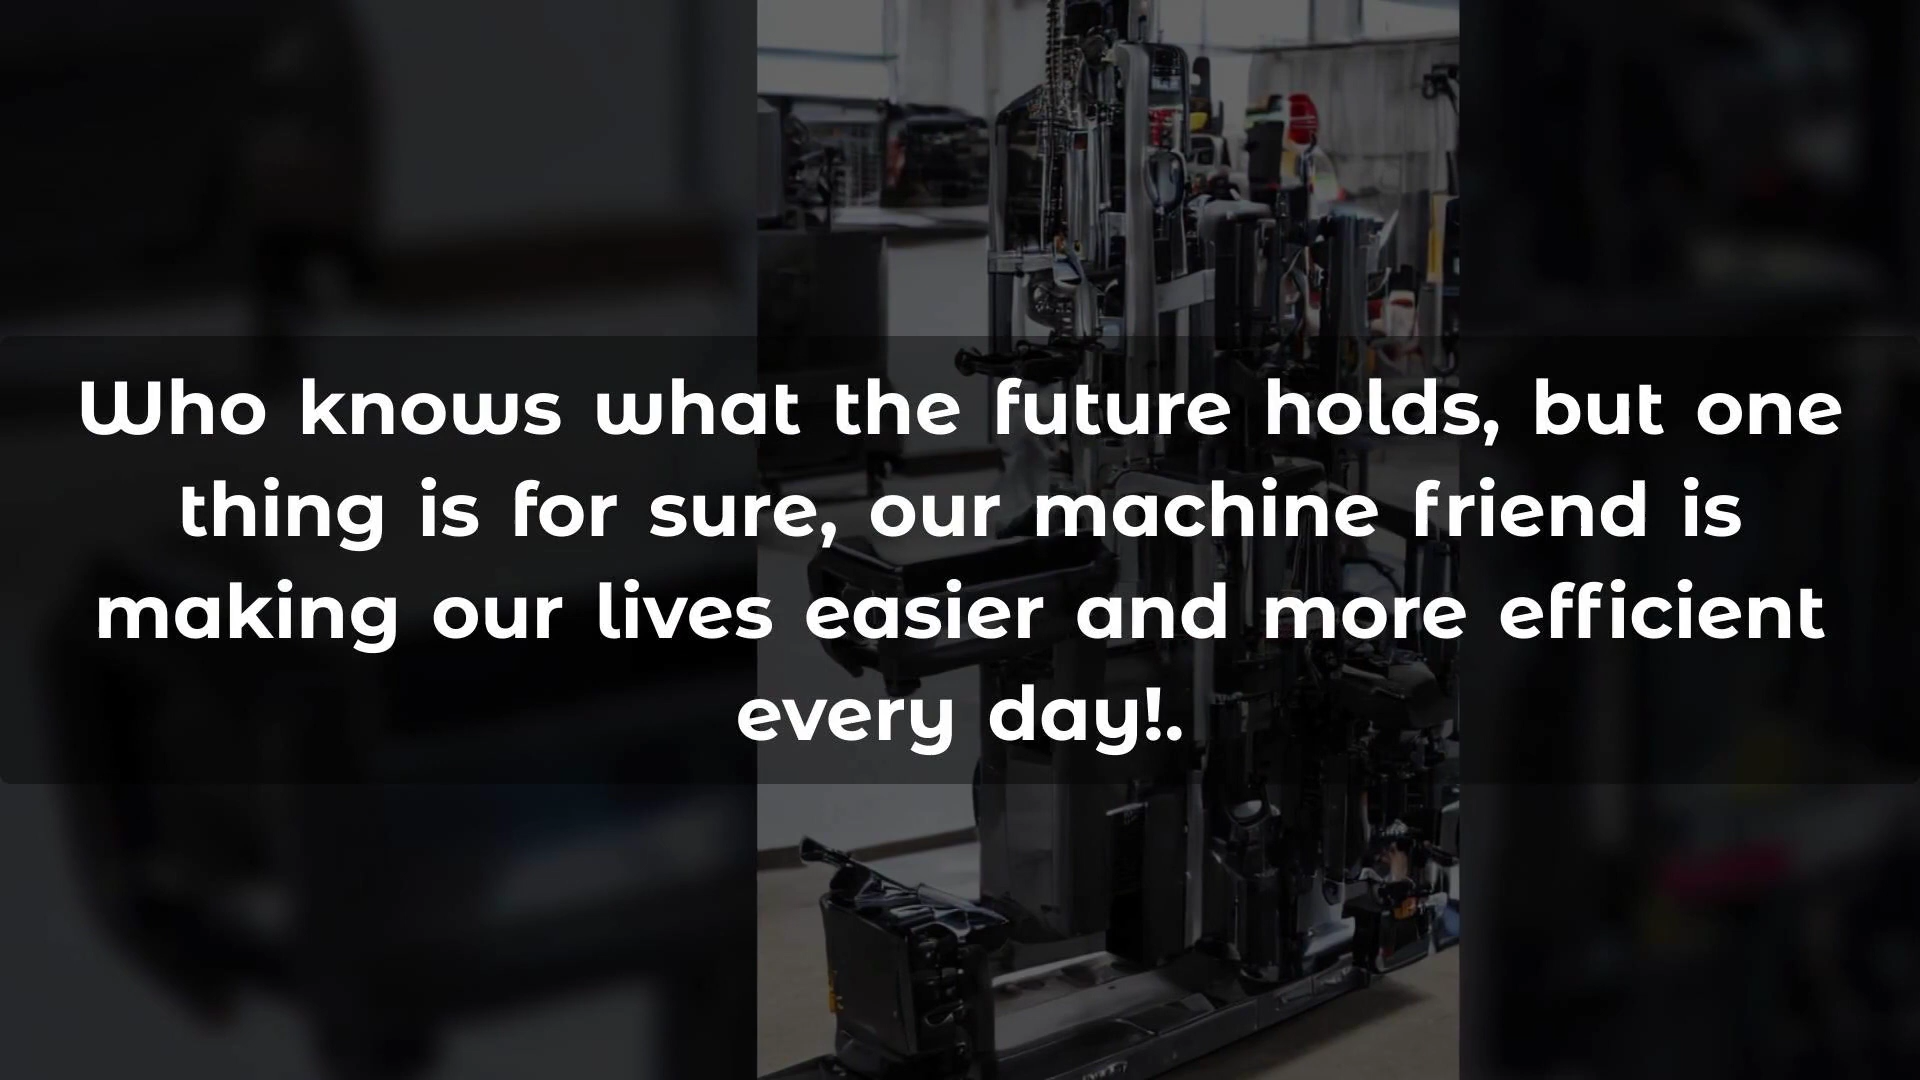 Who knows what the future holds, but one
thing is for sure, our machine friend is
making our lives easier and more efficient
every day!.